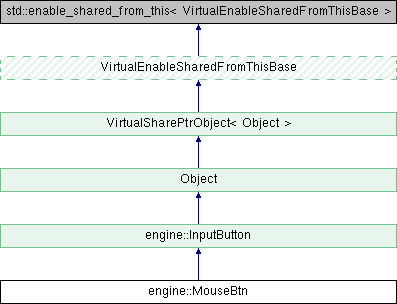 std::enable_shared_from_this< VirtualEnableSharedFromThisBase >
VirtualEnableSharedFromThisBase
VirtualSharePtrObject< Object >
Object
engine::InputButton
engine::MouseBtn